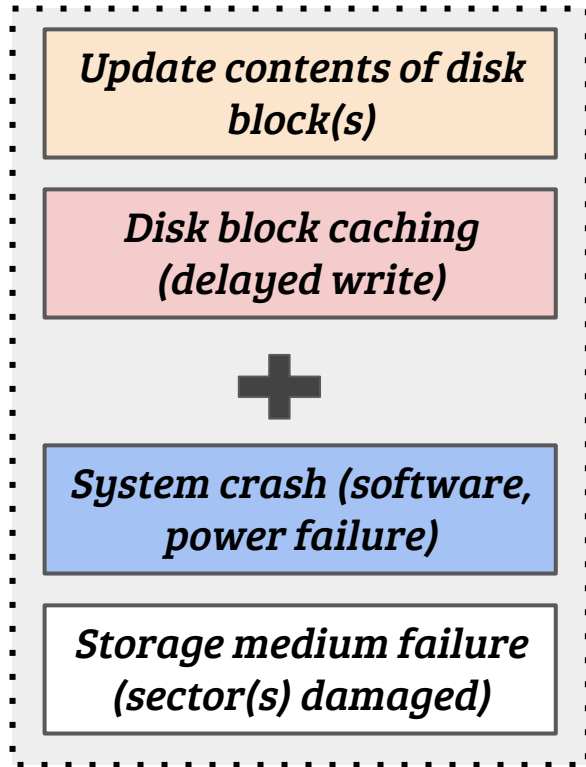 Update contents of disk
block(s)
Disk block caching
(delayed write)
System crash (software,
power failure)
Storage medium failure
(sector(s) damaged)